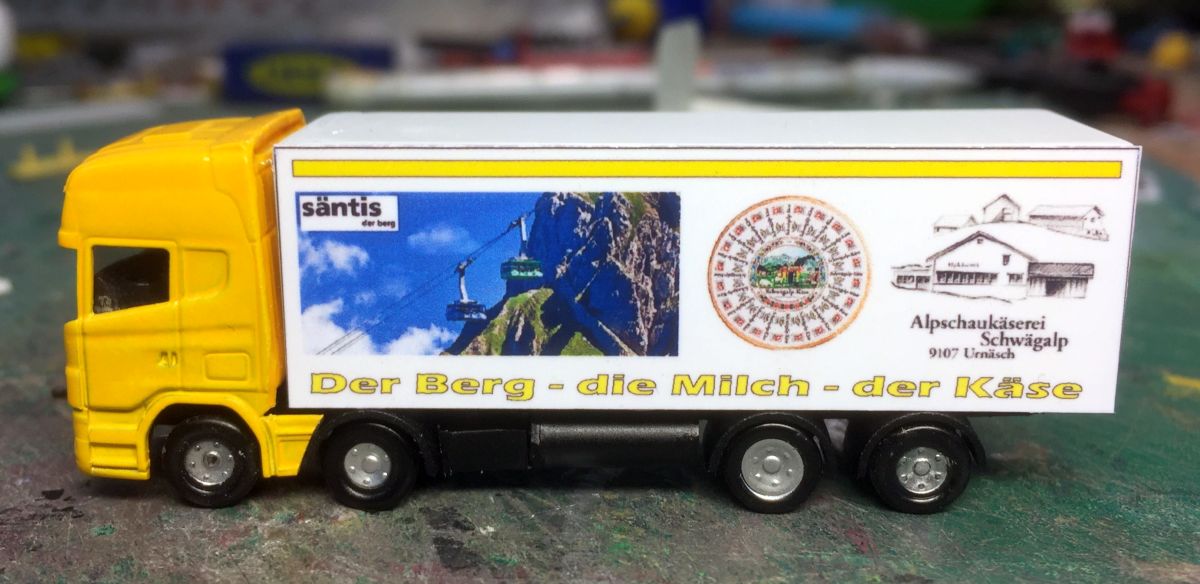 säntis
der berg
Alpschaukäserei
Schwägalp
9107 Urnäsch
Der Berg - die Milch - der Käse